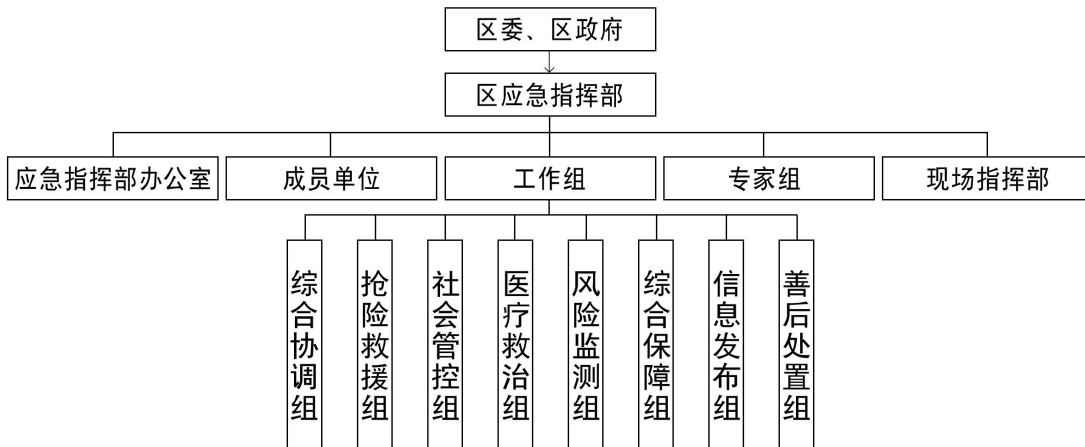 区委、区政府
区应急指挥部
应急指挥部办公室
成员单位
工作组
专家组
现场指挥部
综合协调组
抢险救援组
社会管控组
医疗救治组
风险监测组
综合保障组
信息发布组
善后处置组